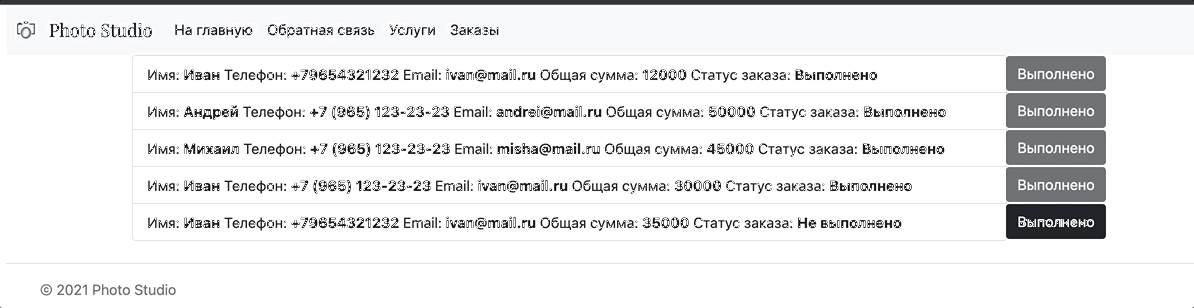 Photo Studio На главную Обратная связь Услуги Заказы
Имя: Иван Телефон: +79654321232 Email: ivan@mail.ru Общая сумма: 12000 Статус заказа: Выполнено Выполнено
Имя: Андрей Телефон: +7 (965) 123-23-23 Email: andrei@mail.ru Общая сумма: 50000 Статус заказа: Выполнено Выполнено
Имя: Михаил Телефон: +7 (965) 123-23-23 Email: misha@mail.ru Общая сумма: 45000 Статус заказа: Выполнено Выполнено
Имя: Иван Телефон: +7 (965) 123-23-23 Email: ivan@mail.ru Общая сумма: 30000 Статус заказа: Выполнено Выполнено
Имя: Иван Телефон: +79654321232 Email: ivan@mail.ru Общая сумма: 35000 Статус заказа: Не выполнено Выполнено
© 2021 Photo Studio